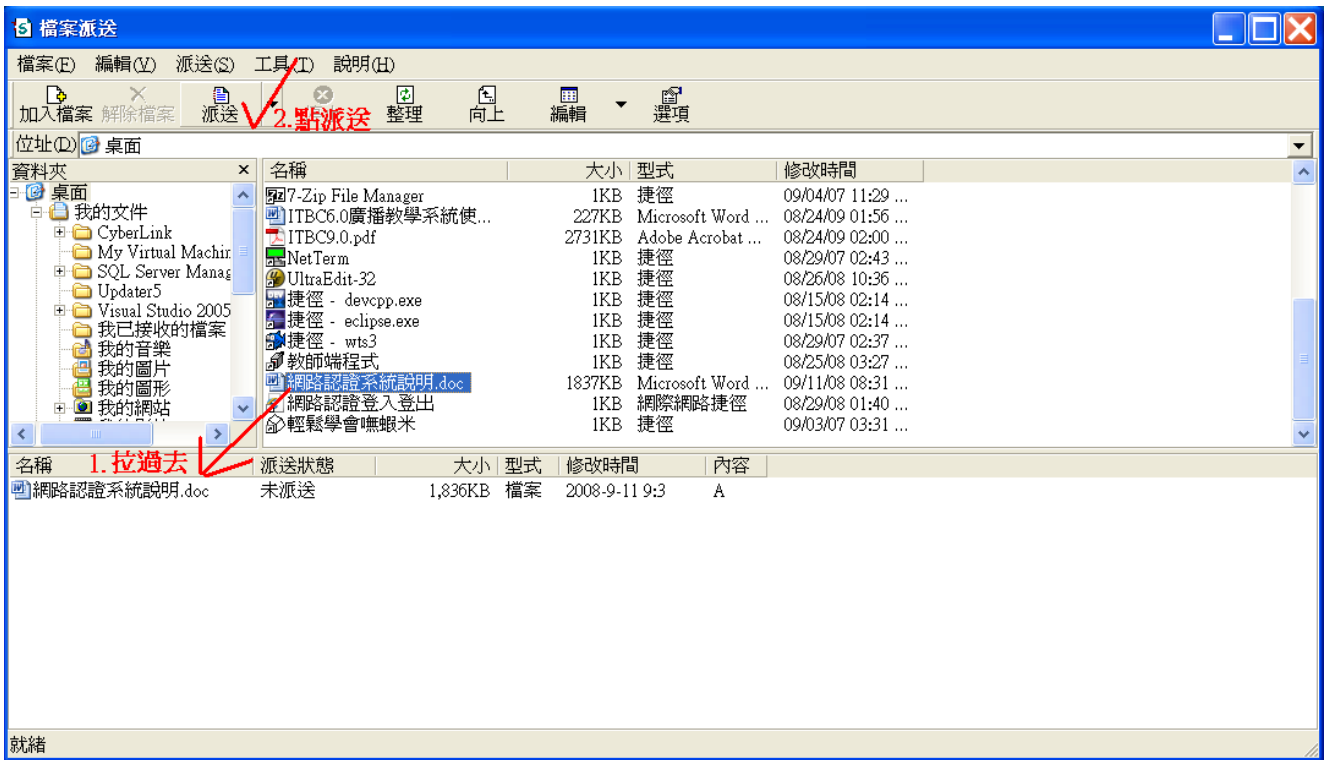 檔案派送
檔案(F) 編輯(V) 派送(S) 工具(T) 說明(H)
加入檔案 解除檔案 派送 整理 向上 編輯 選項
2.點派送
位址(D) 桌面
資料夾 × 名稱 大小 型式 修改時間
桌面
我的文件
CyberLink
My Virtual Machin
SQL Server Manag
Updater5
Visual Studio 2005
我已接收的檔案
我的音樂
我的圖片
我的圖形
我的網站
7-Zip File Manager 1KB 捷徑 09/04/07 11:29 ...
ITBC6.0廣播教學系統使... 227KB Microsoft Word ... 08/24/09 01:56 ...
ITBC9.0.pdf 2731KB Adobe Acrobat ... 08/24/09 02:00 ...
NetTerm 1KB 捷徑 08/29/07 02:43 ...
UltraEdit-32 1KB 捷徑 08/26/08 10:36 ...
捷徑 - devcpp.exe 1KB 捷徑 08/15/08 02:14 ...
捷徑 - eclipse.exe 1KB 捷徑 08/15/08 02:14 ...
捷徑 - wts3 1KB 捷徑 08/29/07 02:37 ...
教師端程式 1KB 捷徑 08/25/08 03:27 ...
網路認證系統說明.doc 1837KB Microsoft Word ... 09/11/08 08:31 ...
網路認證登入登出 1KB 網際網路捷徑 08/29/08 01:40 ...
輕鬆學會嘸蝦米 1KB 捷徑 09/03/07 03:31 ...
1.拉過去
名稱 派送狀態 大小 型式 修改時間 內容
網路認證系統說明.doc 未派送 1,836KB 檔案 2008-9-11 9:3 A
就緒